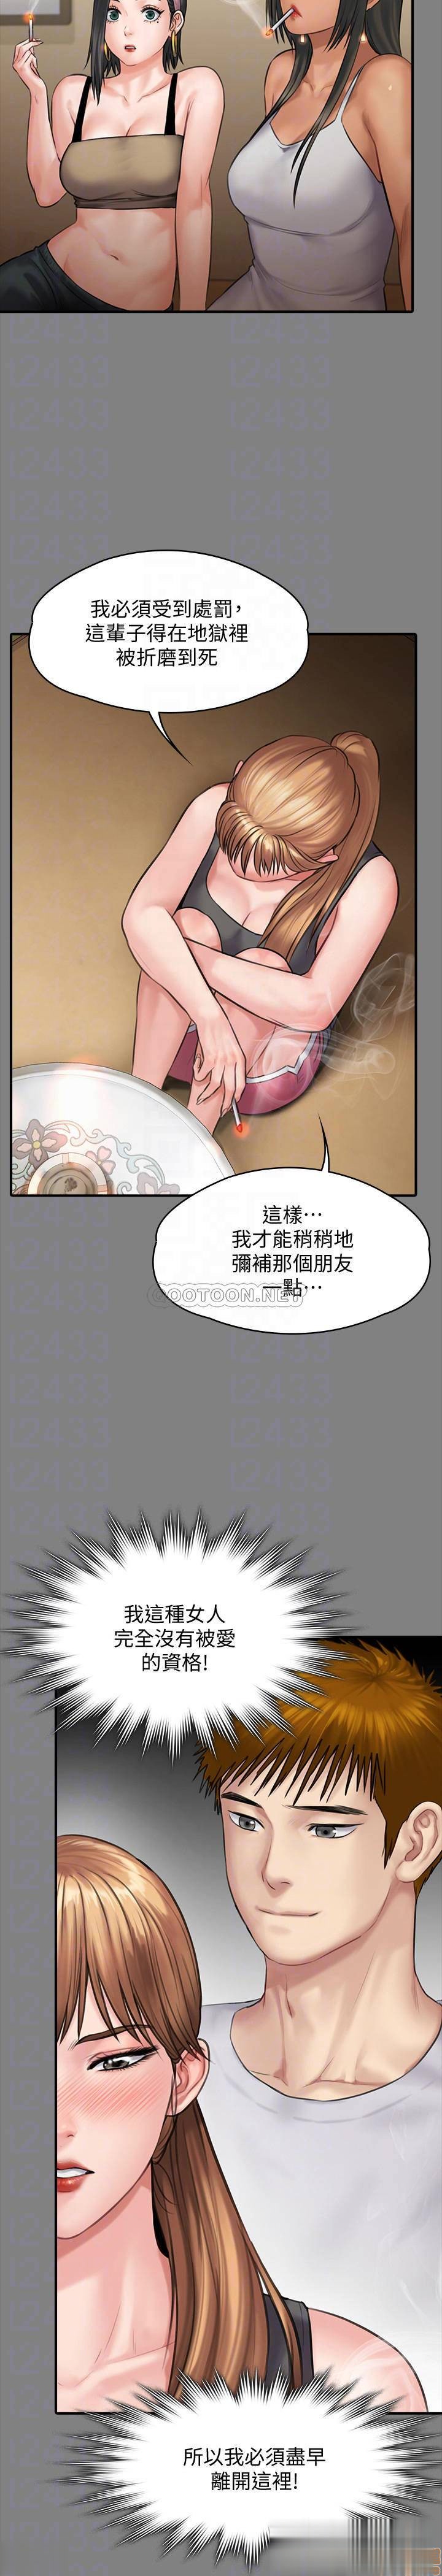 我必須受到處罰，
這輩子得在地獄裡
被折磨到死
這樣…
我才能稍稍地
彌補那個朋友
一點…
我這種女人
完全沒有被愛
的資格！
所以我必須盡早
離開這裡！